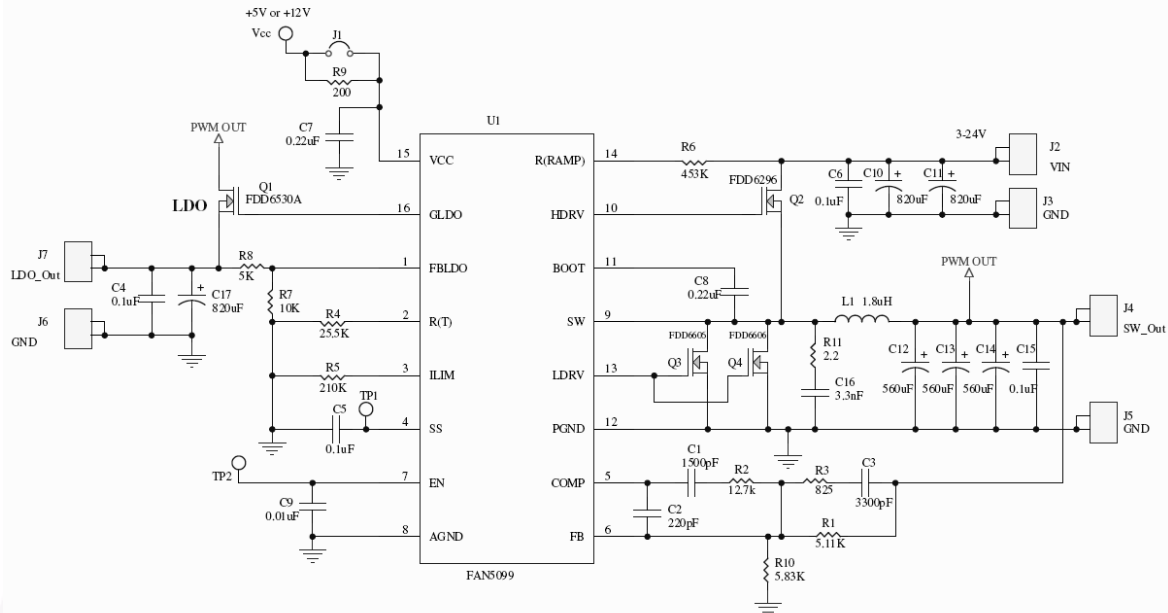 +5V or +12V
Vcc
J1
R9
200
U1
PWM OUT
C7
0.22uF
15
VCC
R(RAMP)
14
R6
453K
3-24V
J2
VIN
Q1
FDD6530A
LDO
16
GLDO
HDRV
10
FDD6296
Q2
C6
0.1uF
C10
+
820uF
C11
+
820uF
J3
GND
J7
LDO_Out
R8
5K
1
FBLDO
BOOT
11
C8
0.22uF
PWM OUT
C4
0.1uF
+
C17
820uF
R7
10K
R4
25.5K
2
R(T)
SW
9
L1 1.8uH
J4
SW_Out
J6
GND
FDD6606
Q4
R11
2.2
C12
+
560uF
C13
+
560uF
C14
+
560uF
C15
0.1uF
R5
210K
3
ILIM
LDRV
13
Q3
C16
3.3nF
TP1
C5
0.1uF
4
SS
PGND
12
J5
GND
TP2
7
EN
COMP
5
C1
1500pF
R2
12.7k
R3
825
C3
3300pF
C9
0.01uF
C2
220pF
8
AGND
FB
6
R1
5.11K
R10
5.83K
FAN5099